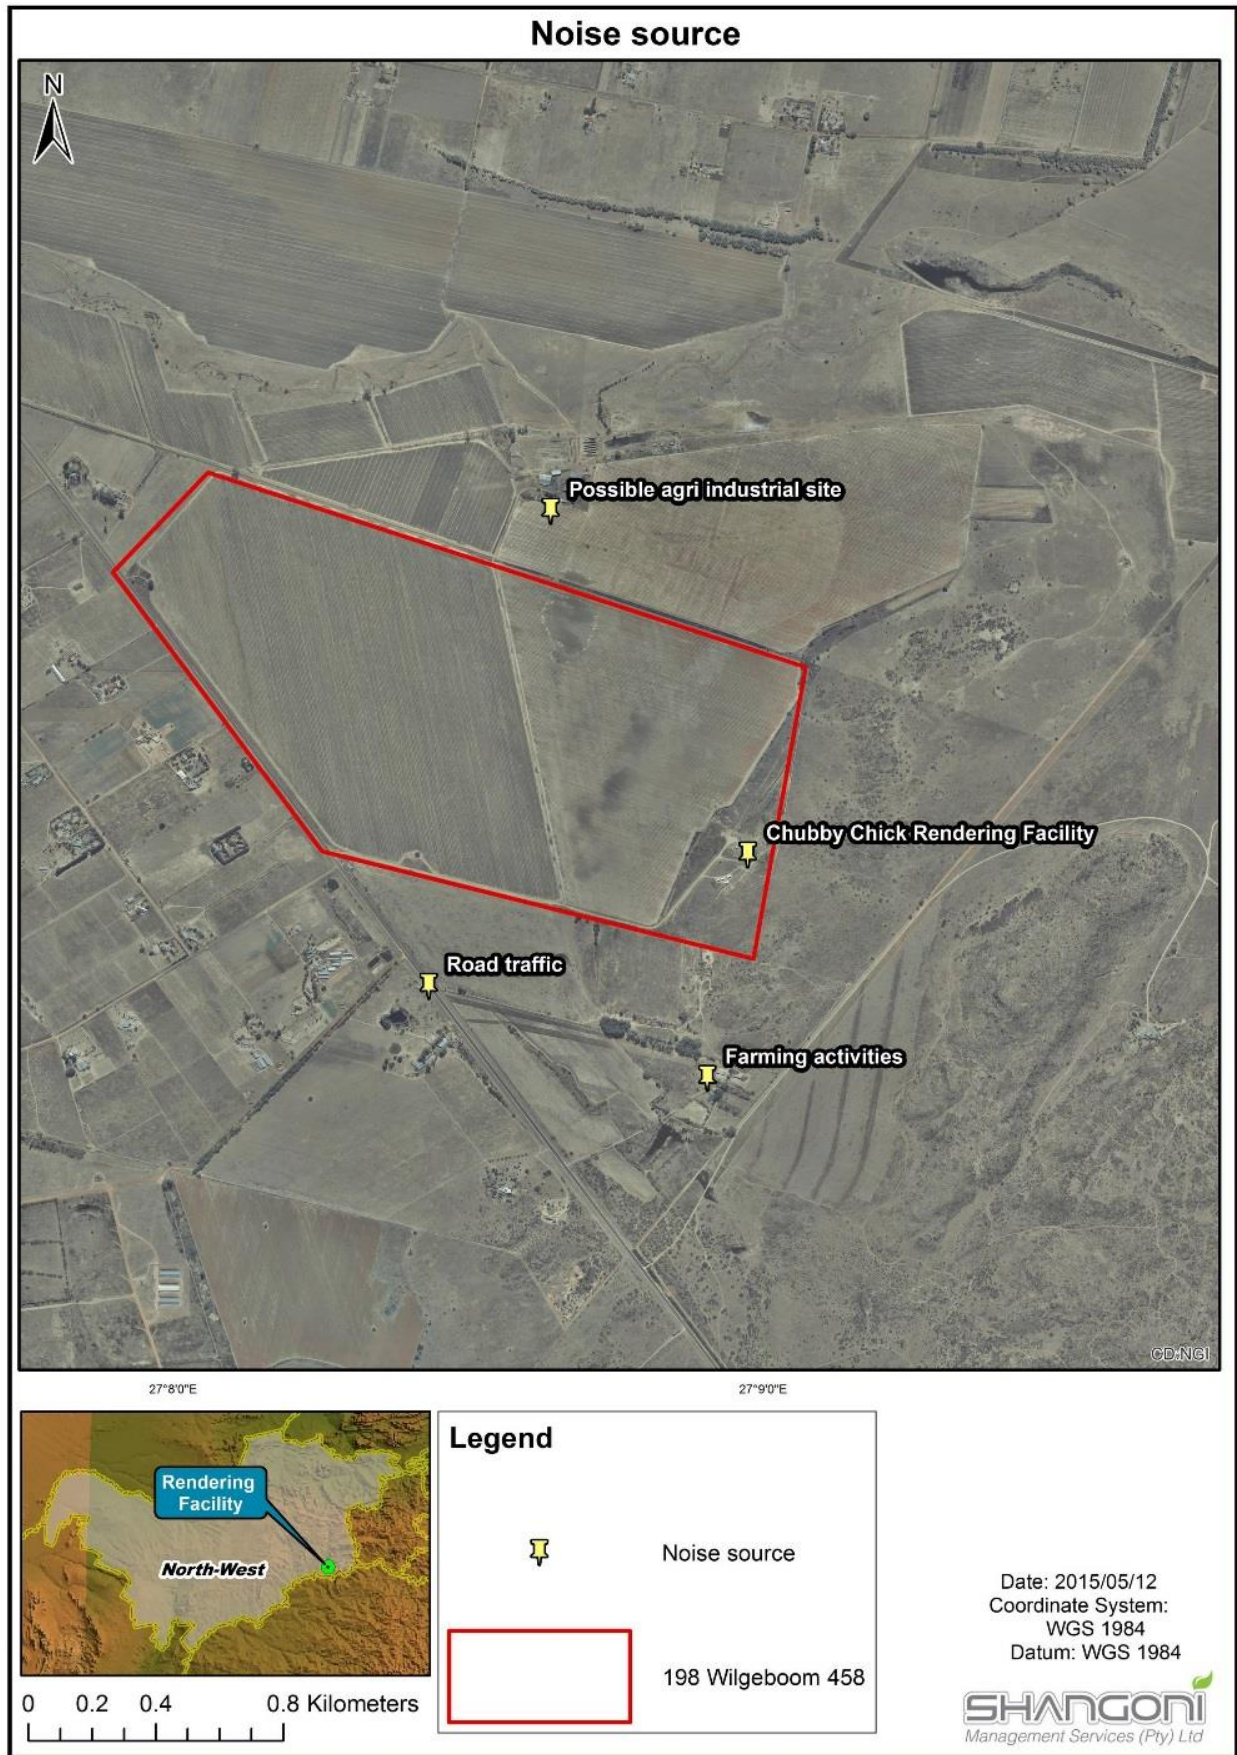 Noise source
N
Possible agri industrial site
Chubby Chick Rendering Facility
Road traffic
Farming activities
CD:NGI
27°8'0"E
27°9'0"E
Rendering
Facility
North-West
0 0.2 0.4 0.8 Kilometers
Legend
Noise source
198 Wilgeboom 458
Date: 2015/05/12
Coordinate System:
WGS 1984
Datum: WGS 1984
SHANGONI
Management Services (Pty) Ltd